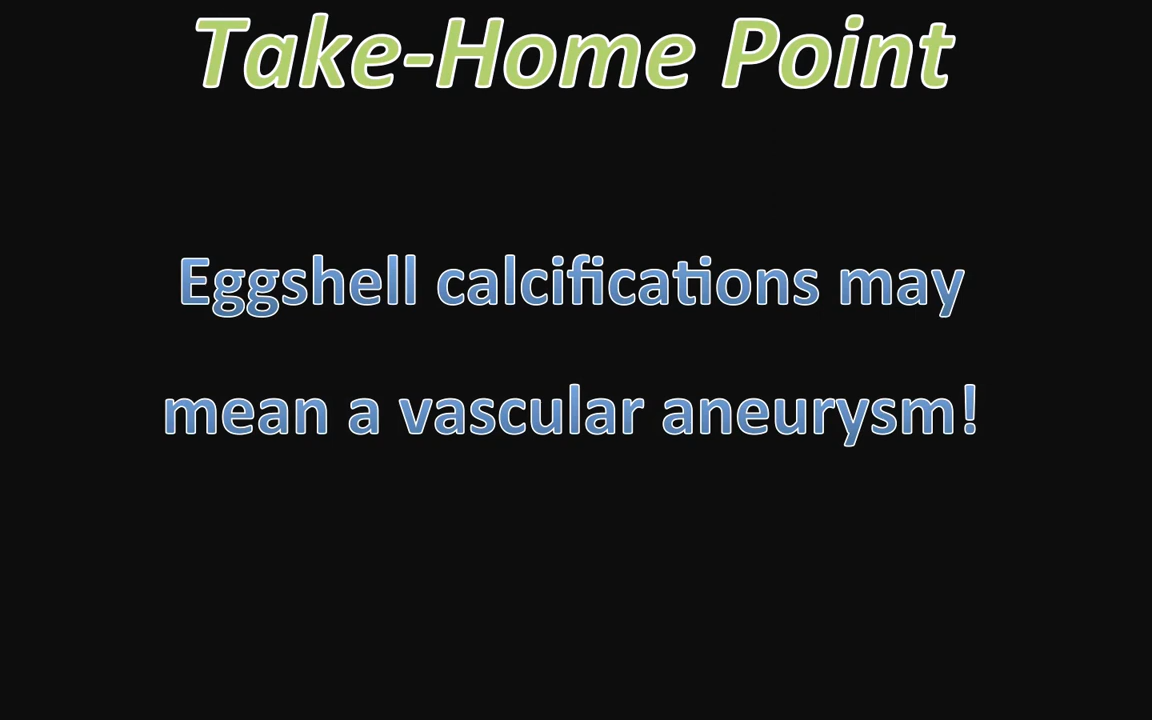 Take-Home Point
Eggshell calcifications may
mean a vascular aneurysm!